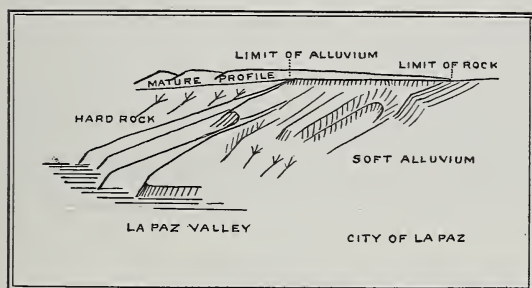 LIMIT OF ALLUVIUM
LIMIT OF ROCK
MATURE PROFILE
HARD ROCK
SOFT ALLUVIUM
LA PAZ VALLEY
CITY OF LA PAZ